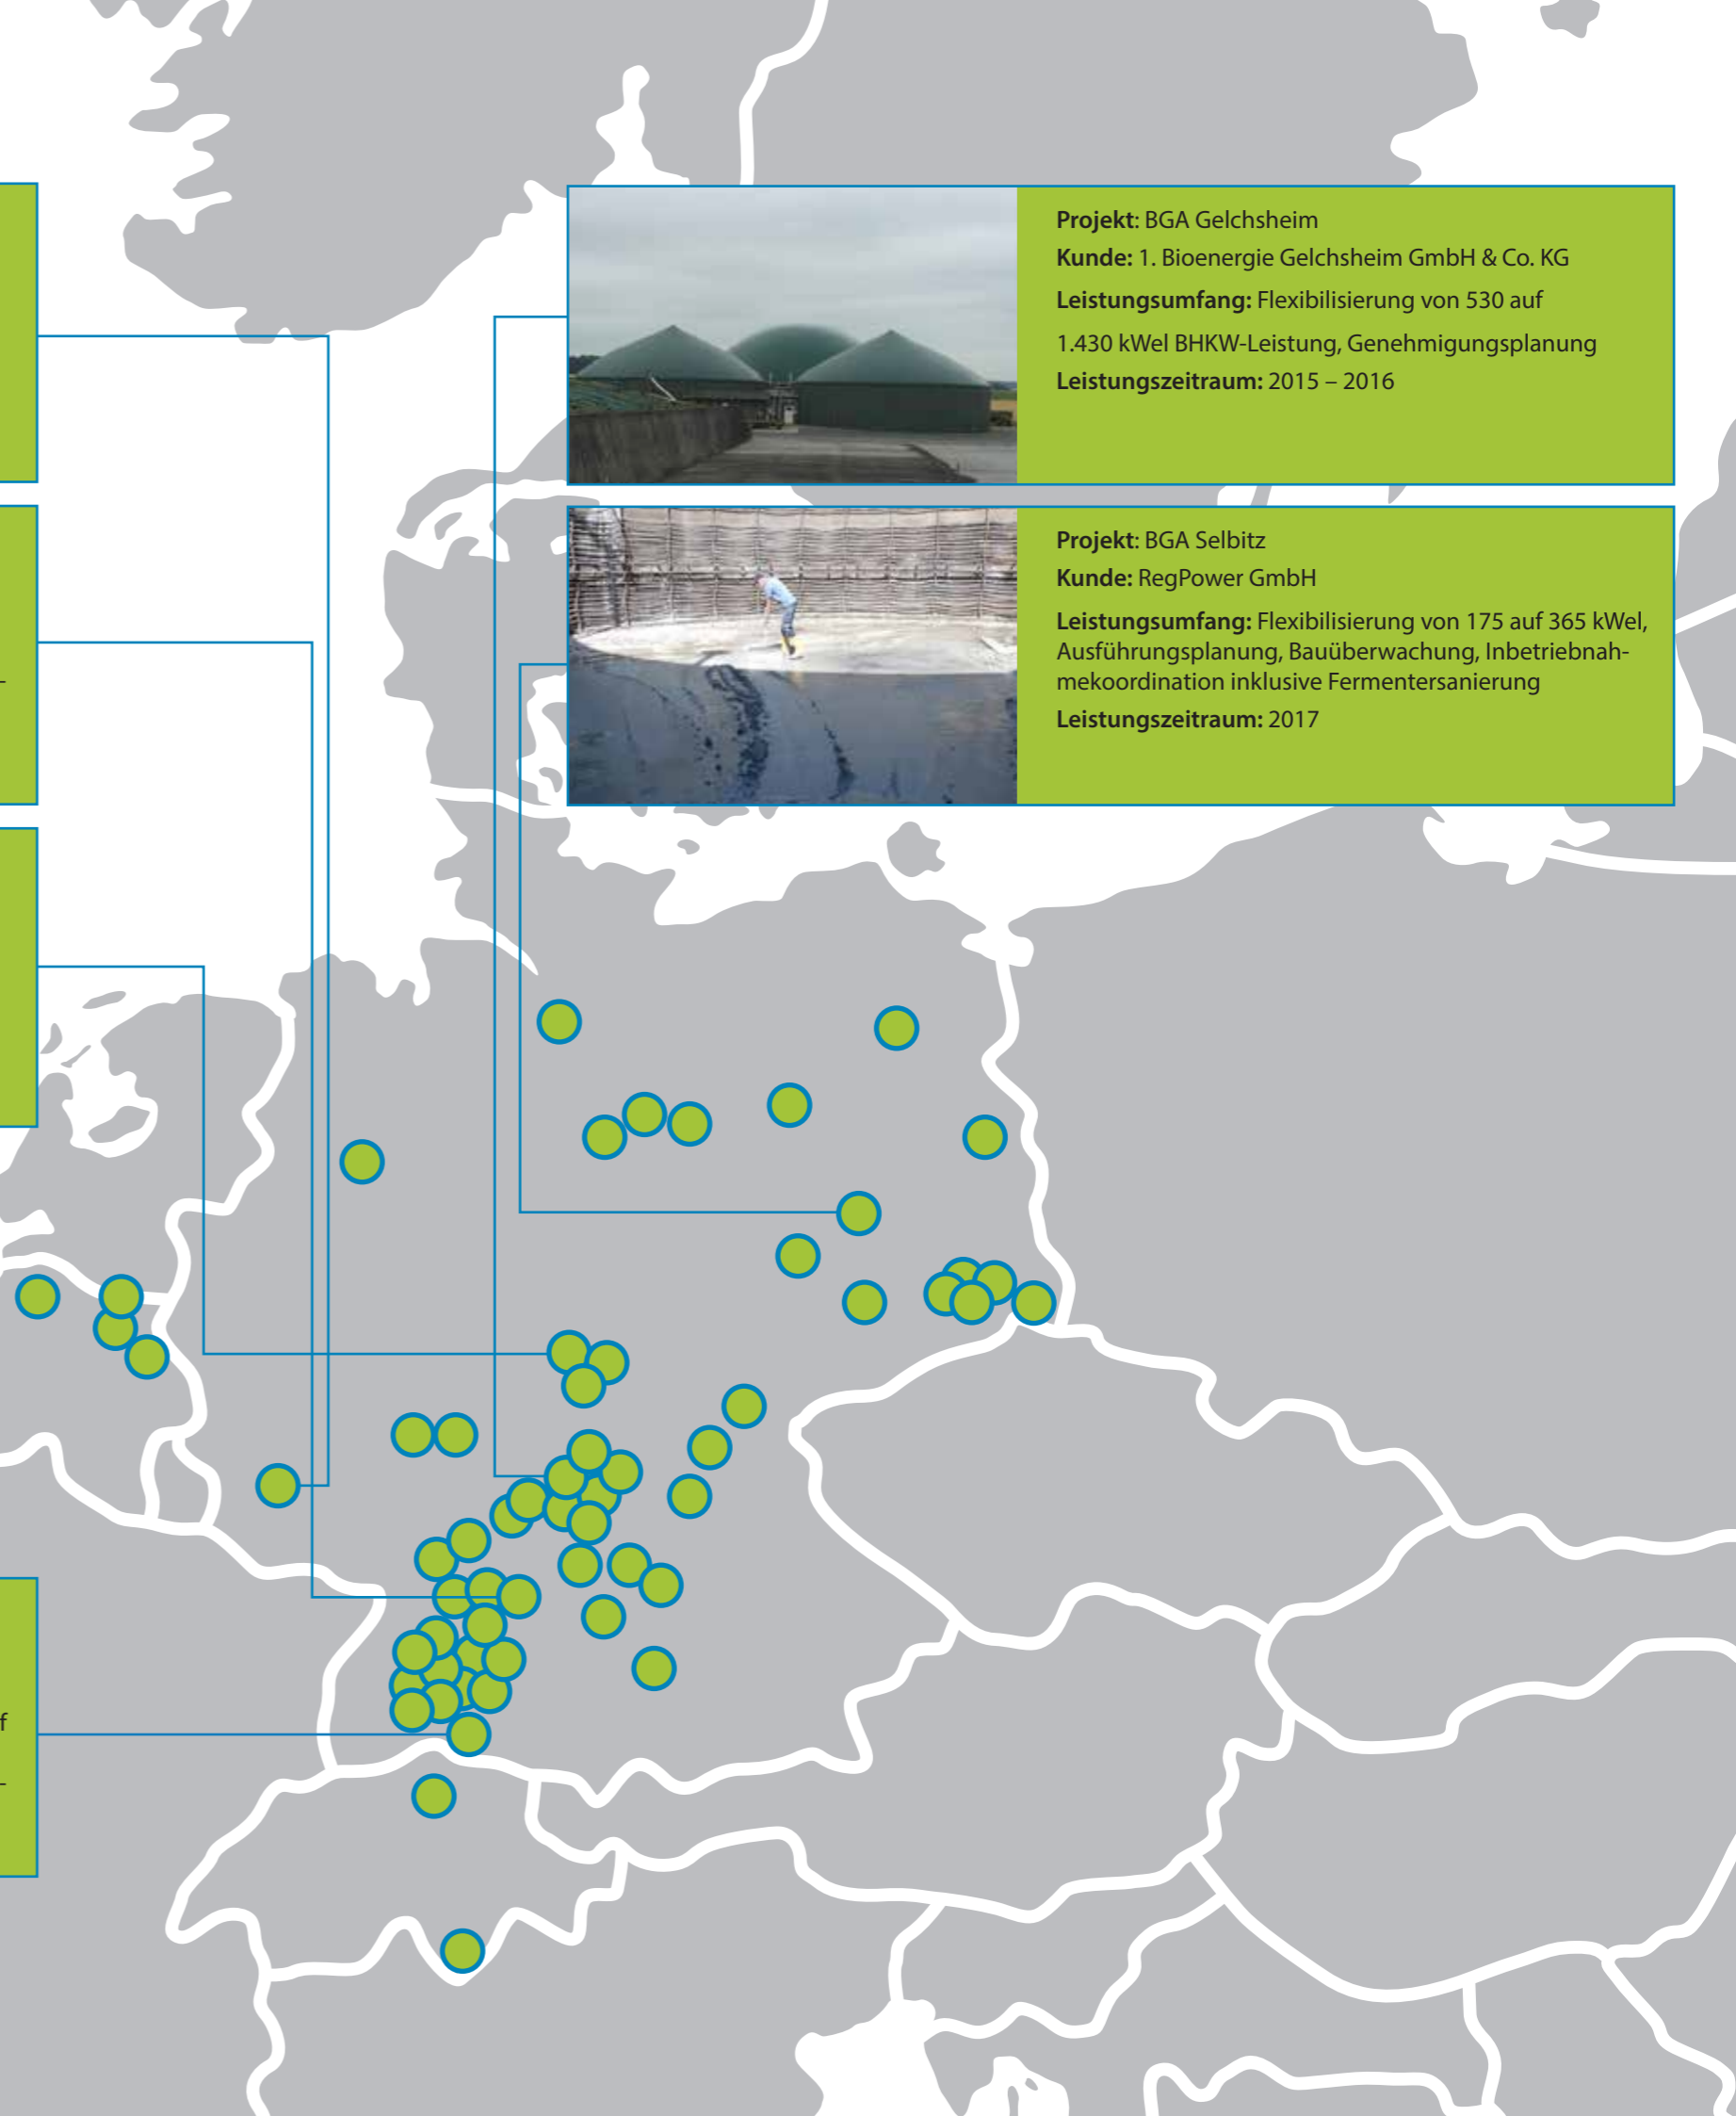 Projekt: BGA Gelchsheim
Kunde: 1. Bioenergie Gelchsheim GmbH & Co. KG
Leistungsumfang: Flexibilisierung von 530 auf
1.430 kWel BHKW-Leistung, Genehmigungsplanung
Leistungszeitraum: 2015 – 2016
Projekt: BGA Selbitz
Kunde: RegPower GmbH
Leistungsumfang: Flexibilisierung von 175 auf 365 kWel,
Ausführungsplanung, Bauüberwachung, Inbetriebnah-
mekoordination inklusive Fermentersanierung
Leistungszeitraum: 2017